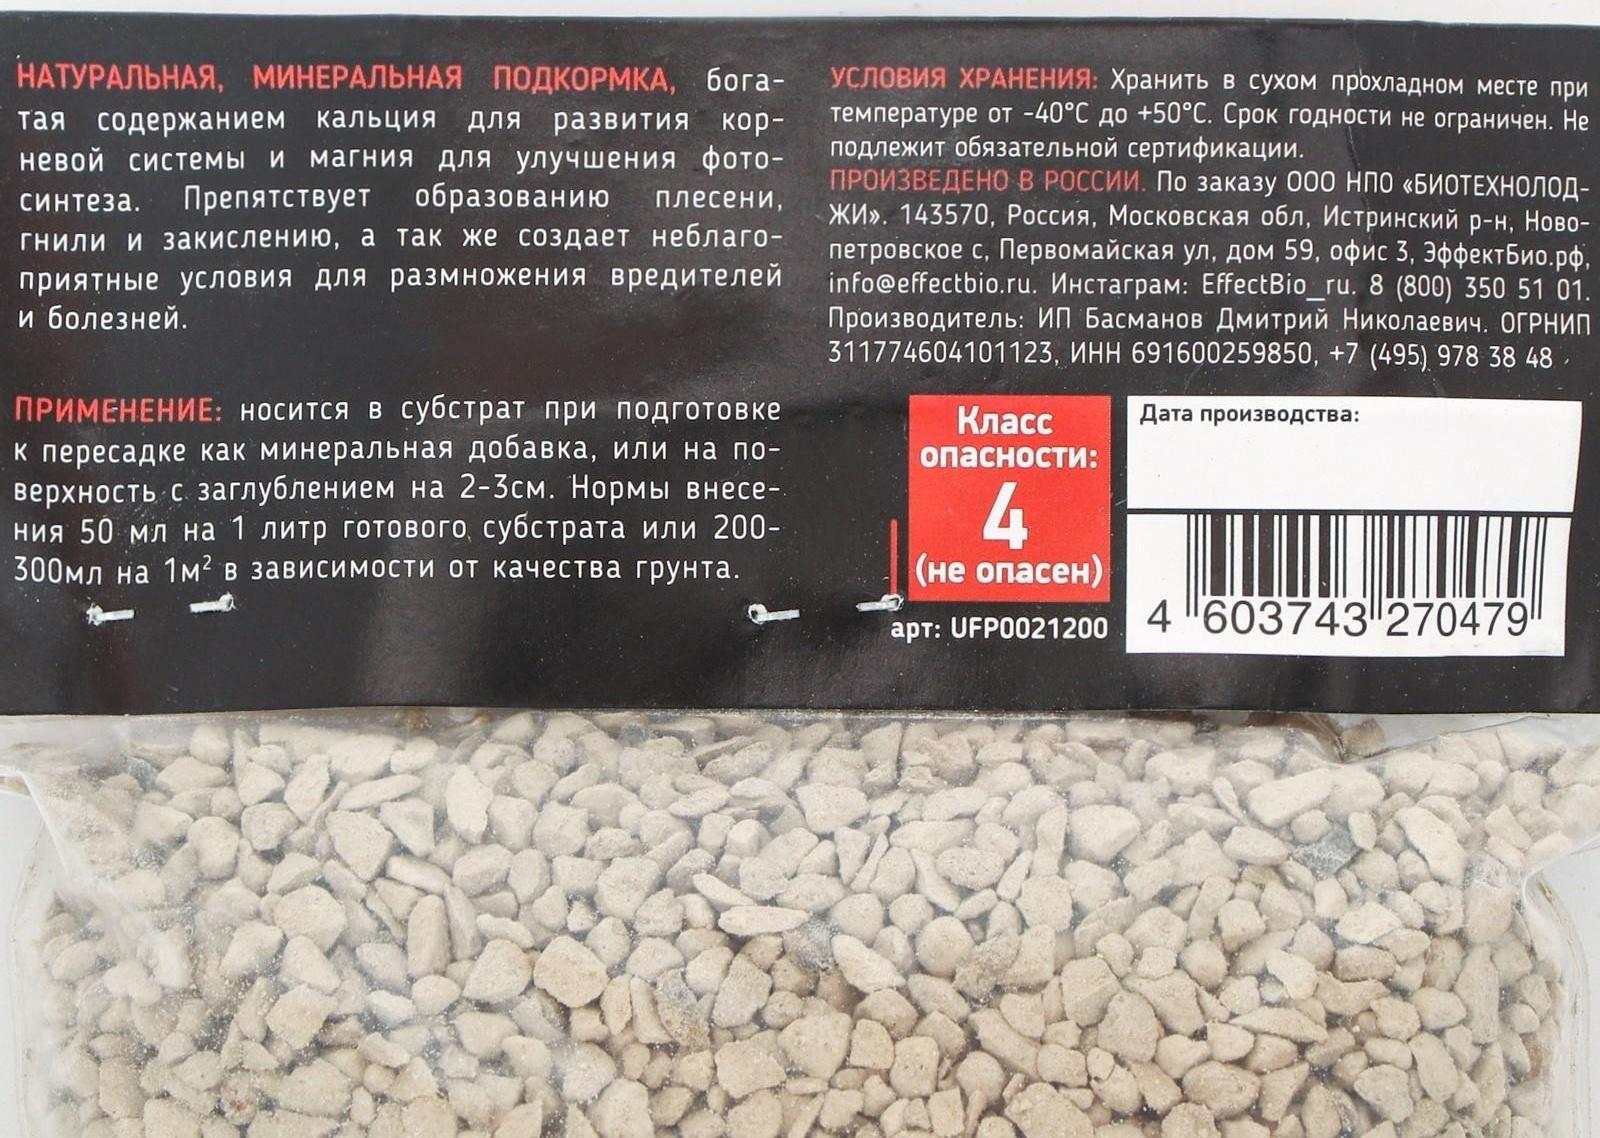 НАТУРАЛЬНАЯ, МИНЕРАЛЬНАЯ ПОДКОРМКА, бога-
тая содержанием кальция для развития кор-
невой системы и магния для улучшения фото-
синтеза. Препятствует образованию плесени,
гнили и закислению, а так же создает неблаго-
приятные условия для размножения вредителей
и болезней.
ПРИМЕНЕНИЕ: носится в субстрат при подготовке
к пересадке как минеральная добавка, или на по-
верхность с заглублением на 2-3см. Нормы внесе-
ния 50 мл на 1 литр готового субстрата или 200-
300мл на 1м² в зависимости от качества грунта.
УСЛОВИЯ ХРАНЕНИЯ: Хранить в сухом прохладном месте при
температуре от -40°С до +50°С. Срок годности не ограничен. Не
подлежит обязательной сертификации.
ПРОИЗВЕДЕНО В РОССИИ. По заказу ООО НПО «БИОТЕХНОЛОД-
ЖИ». 143570, Россия, Московская обл, Истринский р-н, Ново-
петровское с, Первомайская ул, дом 59, офис 3, ЭффектБио.рф,
info@effectbio.ru. Инстаграм: EffectBio_ru. 8 (800) 350 51 01.
Производитель: ИП Басманов Дмитрий Николаевич. ОГРНИП
311774604101123, ИНН 691600259850, +7 (495) 978 38 48
Класс
опасности:
4
(не опасен)
арт: UFP0021200
Дата производства:
4 603743 270479